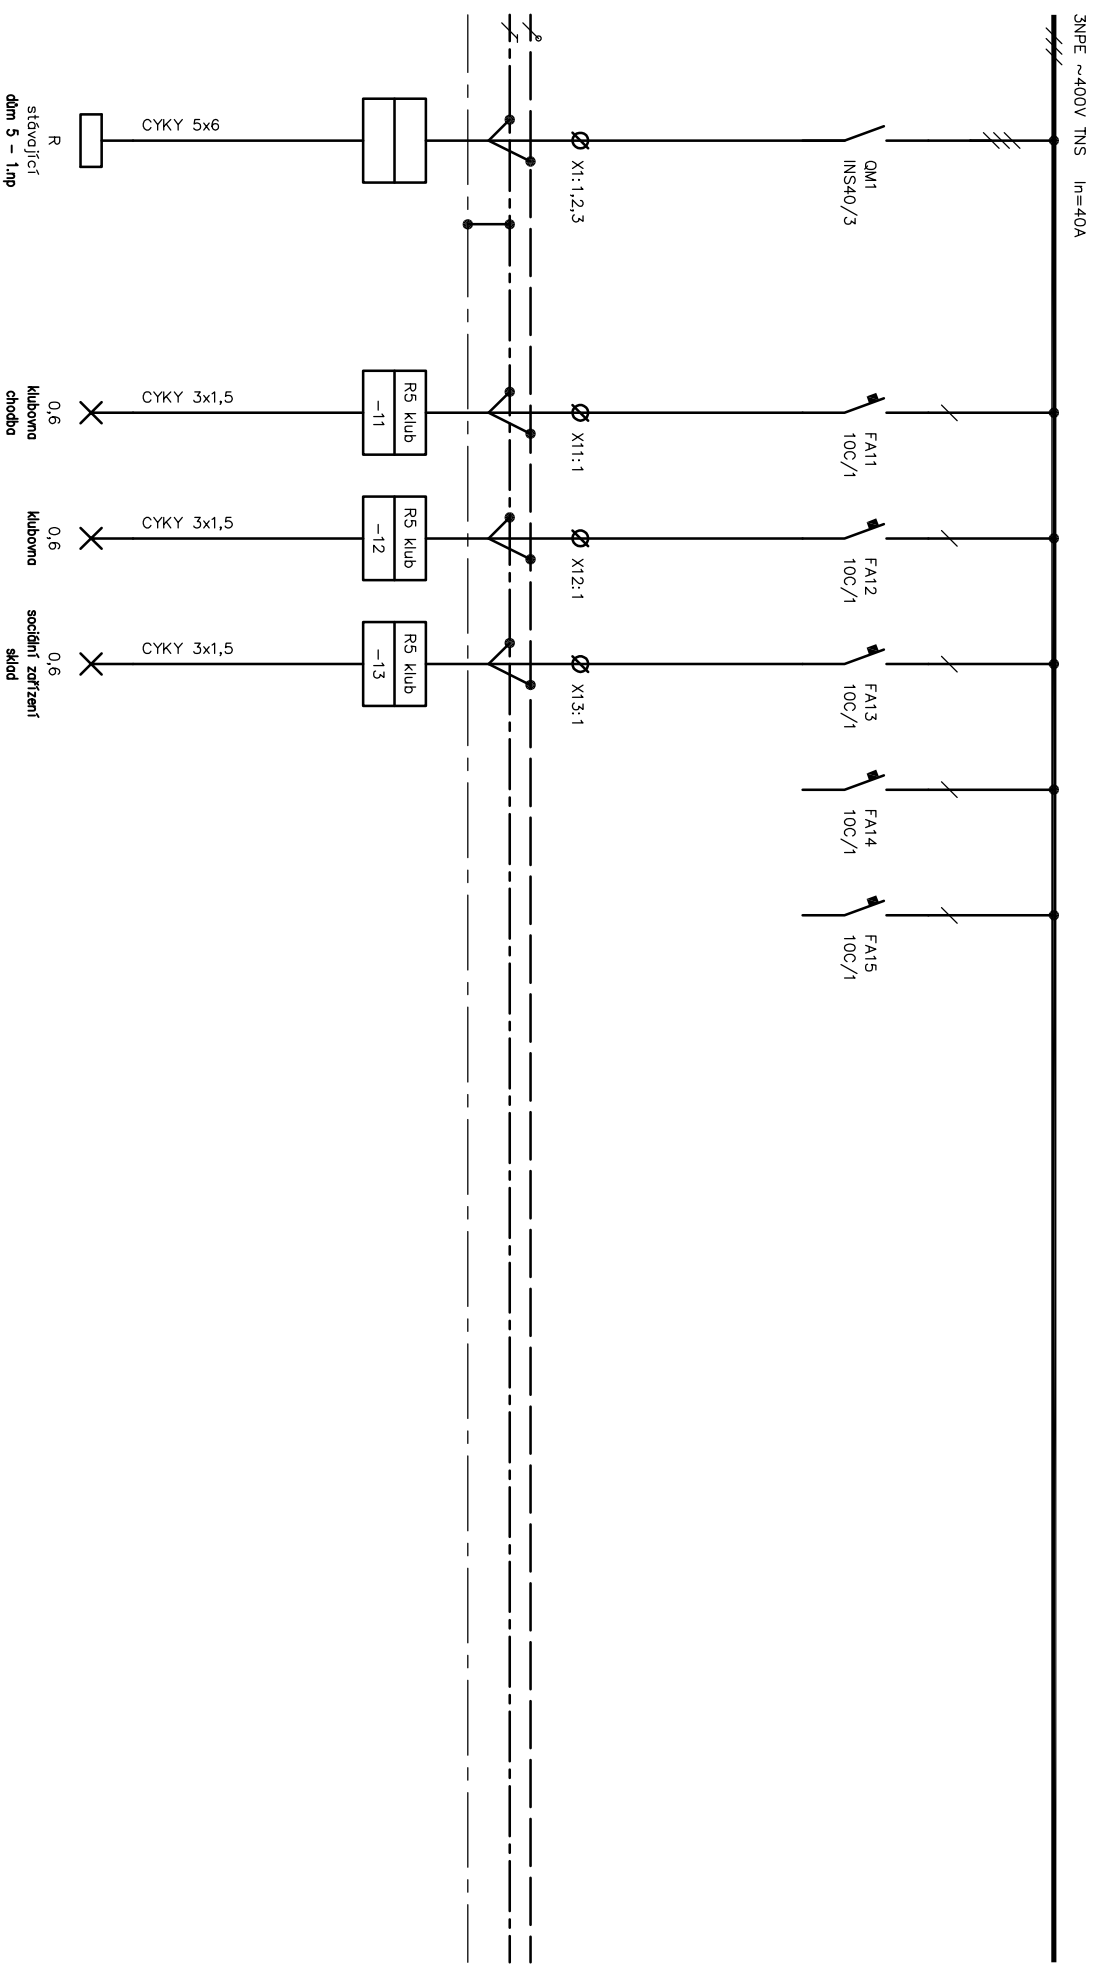 3NPE ~400V TNS In=40A
QM1
INS40/3
FA11
10C/1
FA12
10C/1
FA13
10C/1
FA14
10C/1
FA15
10C/1
X1:1,2,3
X11:1
X12:1
X13:1
R5 klub
-11
R5 klub
-12
R5 klub
-13
CYKY 5x6
CYKY 3x1,5
CYKY 3x1,5
CYKY 3x1,5
R
stávající
dům 5 - 1.np
0,6
klubovna
chodba
0,6
klubovna
0,6
sociální zařízení
sklad